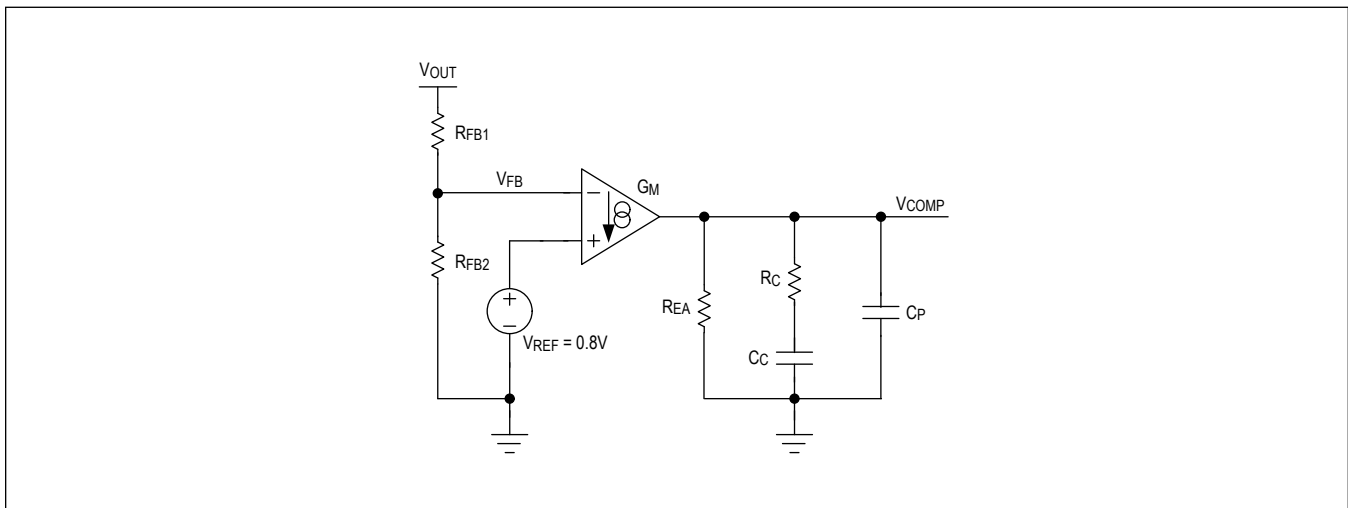 VOUT
RFB1
VFB
GM
VCOMP
RFB2
REA
RC
CP
VREF = 0.8V
CC